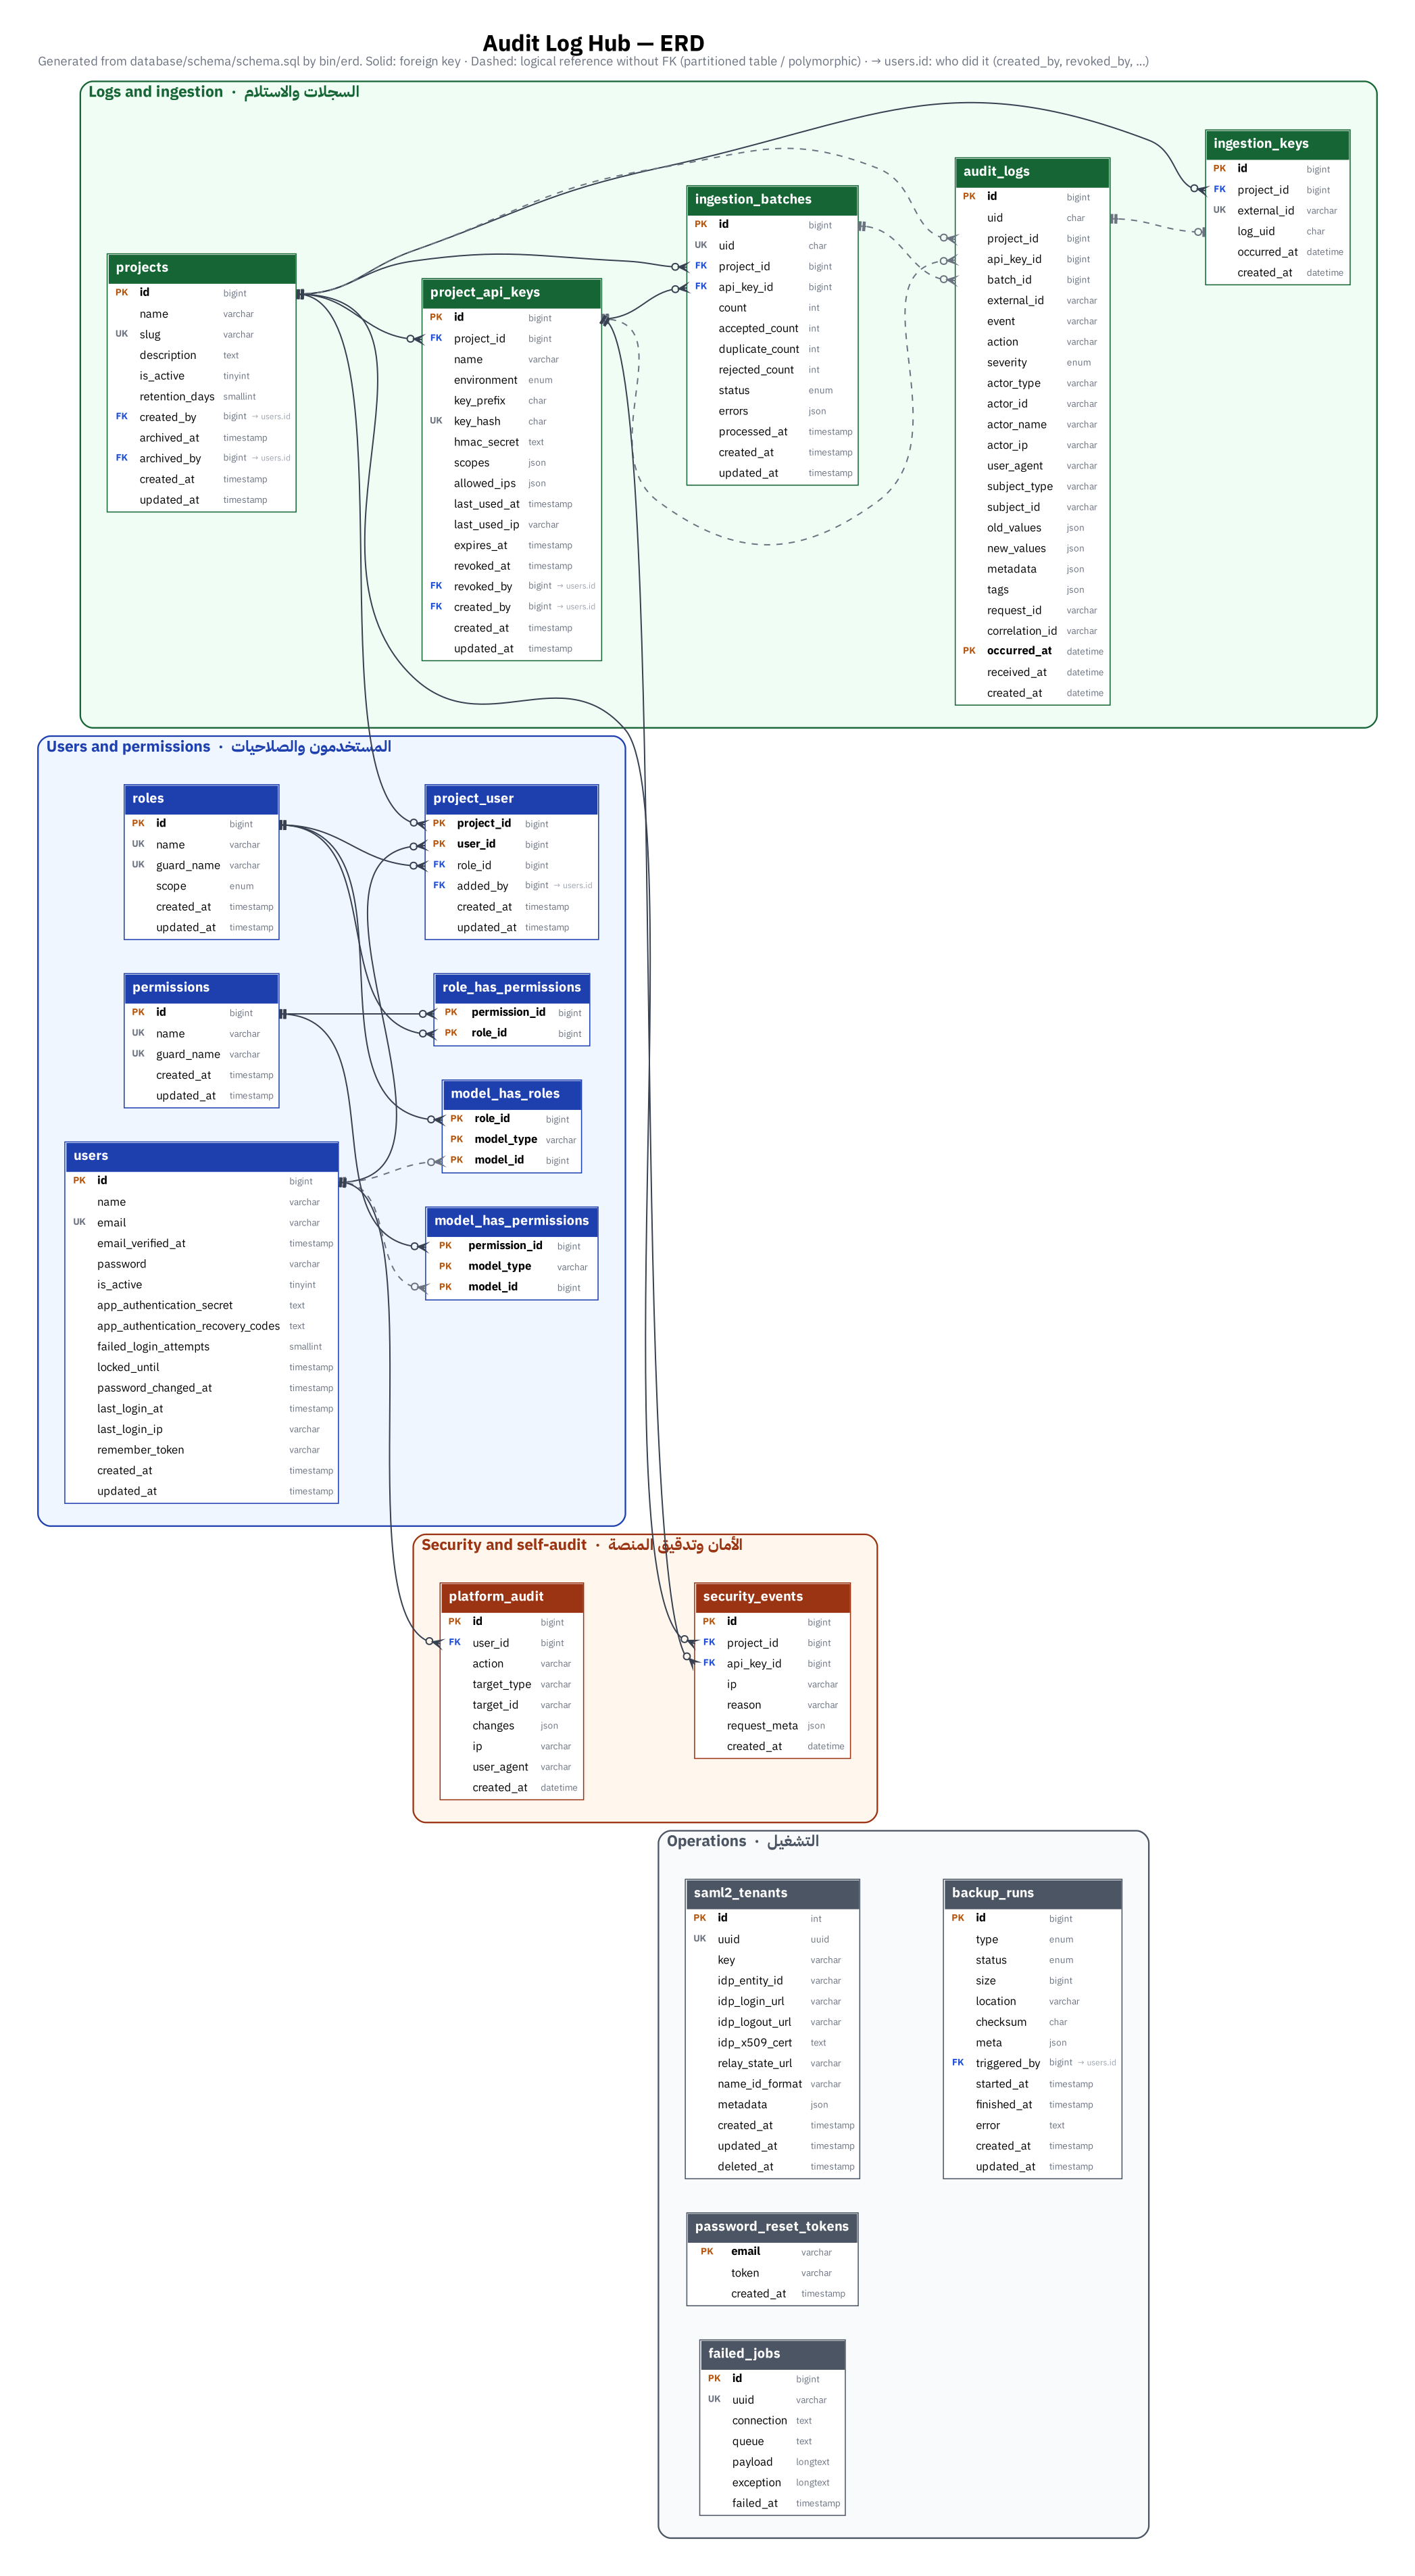 Audit Log Hub — ERD
Generated from database/schema/schema.sql by bin/erd. Solid: foreign key · Dashed: logical reference without FK (partitioned table / polymorphic) · → users.id: who did it (created_by, revoked_by, ...)
Logs and ingestion · السجلات والاستلام
projects
PK id bigint
name varchar
UK slug varchar
description text
is_active tinyint
retention_days smallint
FK created_by bigint → users.id
archived_at timestamp
FK archived_by bigint → users.id
created_at timestamp
updated_at timestamp
project_api_keys
PK id bigint
FK project_id bigint
name varchar
environment enum
key_prefix char
UK key_hash char
hmac_secret text
scopes json
allowed_ips json
last_used_at timestamp
last_used_ip varchar
expires_at timestamp
revoked_at timestamp
FK revoked_by bigint → users.id
FK created_by bigint → users.id
created_at timestamp
updated_at timestamp
ingestion_batches
PK id bigint
UK uid char
FK project_id bigint
FK api_key_id bigint
count int
accepted_count int
duplicate_count int
rejected_count int
status enum
errors json
processed_at timestamp
created_at timestamp
updated_at timestamp
audit_logs
PK id bigint
uid char
project_id bigint
api_key_id bigint
batch_id bigint
external_id varchar
event varchar
action varchar
severity enum
actor_type varchar
actor_id varchar
actor_name varchar
actor_ip varchar
user_agent varchar
subject_type varchar
subject_id varchar
old_values json
new_values json
metadata json
tags json
request_id varchar
correlation_id varchar
PK occurred_at datetime
received_at datetime
created_at datetime
ingestion_keys
PK id bigint
FK project_id bigint
UK external_id varchar
log_uid char
occurred_at datetime
created_at datetime
Users and permissions · المستخدمون والصلاحيات
roles
PK id bigint
UK name varchar
UK guard_name varchar
scope enum
created_at timestamp
updated_at timestamp
project_user
PK project_id bigint
PK user_id bigint
FK role_id bigint
FK added_by bigint → users.id
created_at timestamp
updated_at timestamp
permissions
PK id bigint
UK name varchar
UK guard_name varchar
created_at timestamp
updated_at timestamp
role_has_permissions
PK permission_id bigint
PK role_id bigint
model_has_roles
PK role_id bigint
PK model_type varchar
PK model_id bigint
users
PK id bigint
name varchar
UK email varchar
email_verified_at timestamp
password varchar
is_active tinyint
app_authentication_secret text
app_authentication_recovery_codes text
failed_login_attempts smallint
locked_until timestamp
password_changed_at timestamp
last_login_at timestamp
last_login_ip varchar
remember_token varchar
created_at timestamp
updated_at timestamp
model_has_permissions
PK permission_id bigint
PK model_type varchar
PK model_id bigint
Security and self-audit · الأمان وتدقيق المنصة
platform_audit
PK id bigint
FK user_id bigint
action varchar
target_type varchar
target_id varchar
changes json
ip varchar
user_agent varchar
created_at datetime
security_events
PK id bigint
FK project_id bigint
FK api_key_id bigint
ip varchar
reason varchar
request_meta json
created_at datetime
Operations · التشغيل
saml2_tenants
PK id int
UK uuid uuid
key varchar
idp_entity_id varchar
idp_login_url varchar
idp_logout_url varchar
idp_x509_cert text
relay_state_url varchar
name_id_format varchar
metadata json
created_at timestamp
updated_at timestamp
deleted_at timestamp
backup_runs
PK id bigint
type enum
status enum
size bigint
location varchar
checksum char
meta json
FK triggered_by bigint → users.id
started_at timestamp
finished_at timestamp
error text
created_at timestamp
updated_at timestamp
password_reset_tokens
PK email varchar
token varchar
created_at timestamp
failed_jobs
PK id bigint
UK uuid varchar
connection text
queue text
payload longtext
exception longtext
failed_at timestamp